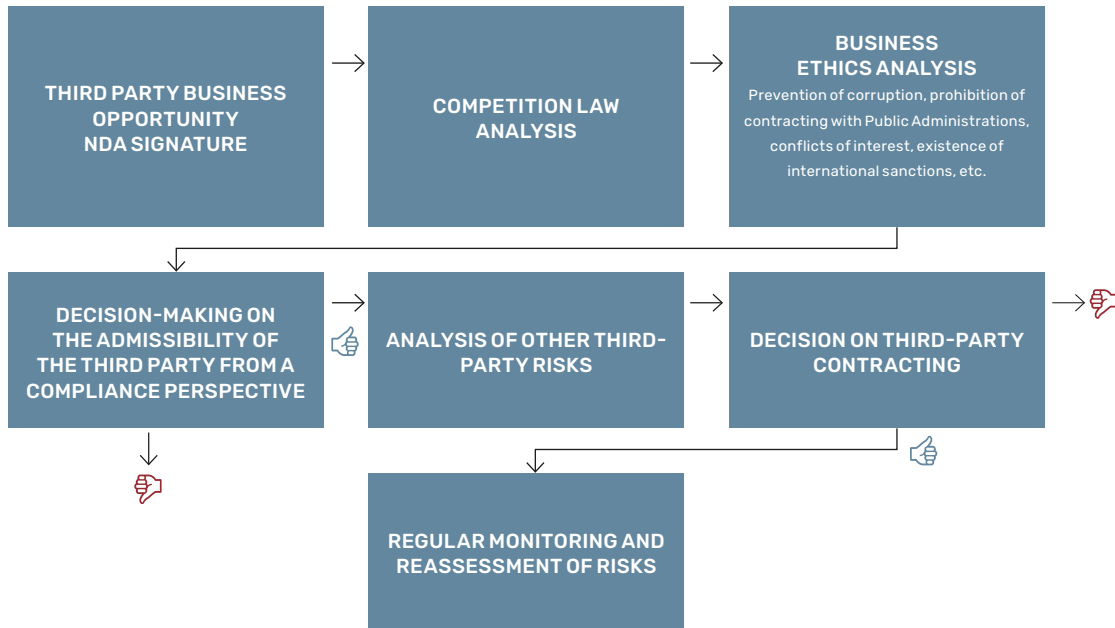 THIRD PARTY BUSINESS
OPPORTUNITY
NDA SIGNATURE
COMPETITION LAW
ANALYSIS
BUSINESS
ETHICS ANALYSIS
Prevention of corruption, prohibition of
contracting with Public Administrations,
conflicts of interest, existence of
international sanctions, etc.
DECISION-MAKING ON
THE ADMISSIBILITY OF
THE THIRD PARTY FROM A
COMPLIANCE PERSPECTIVE
ANALYSIS OF OTHER THIRD-
PARTY RISKS
DECISION ON THIRD-PARTY
CONTRACTING
REGULAR MONITORING AND
REASSESSMENT OF RISKS